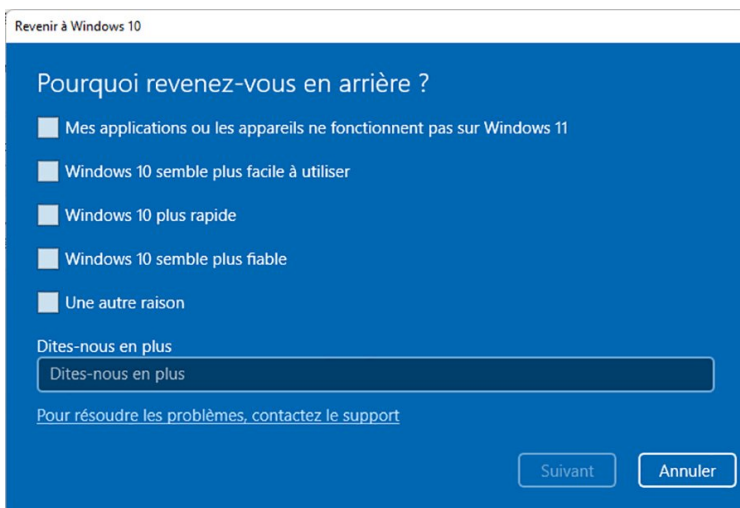 Revenir à Windows 10
Pourquoi revenez-vous en arrière ?
Mes applications ou les appareils ne fonctionnent pas sur Windows 11
Windows 10 semble plus facile à utiliser
Windows 10 plus rapide
Windows 10 semble plus fiable
Une autre raison
Dites-nous en plus
Dites-nous en plus
Pour résoudre les problèmes, contactez le support
Suivant Annuler